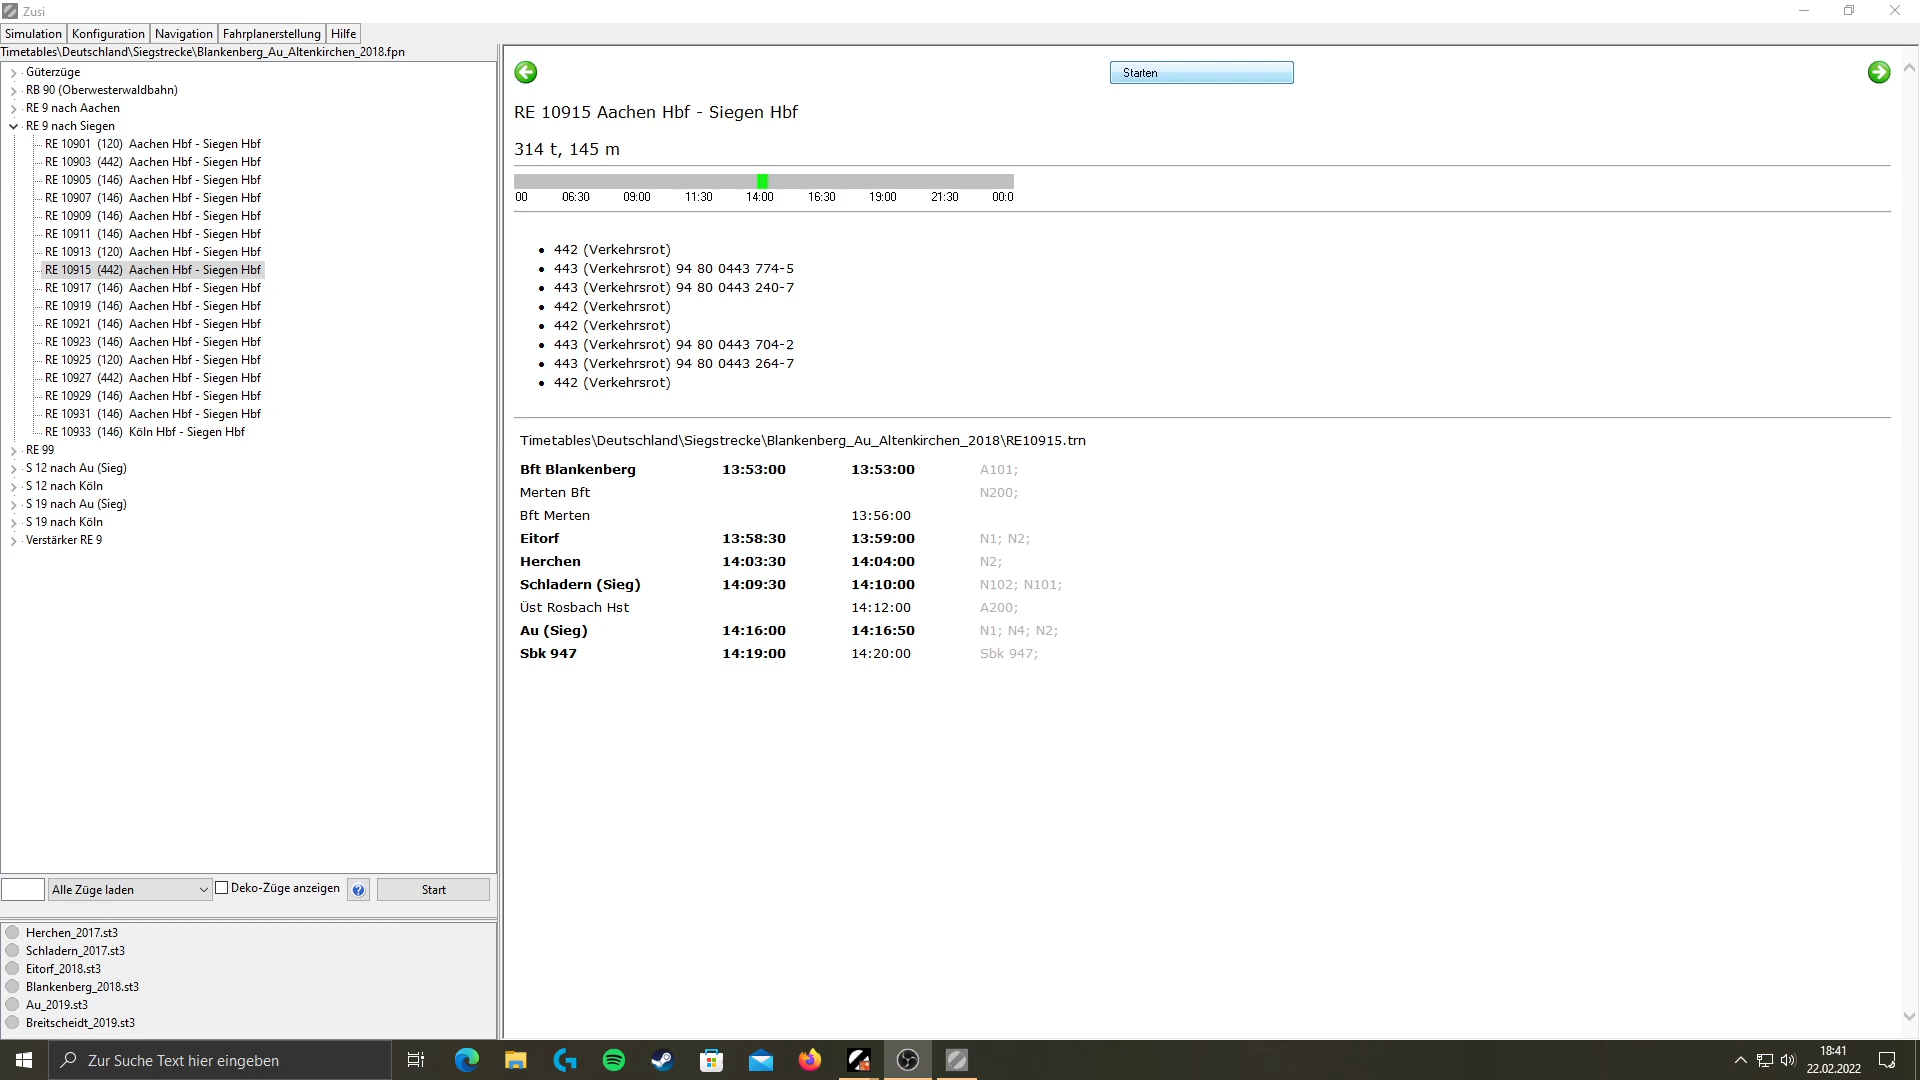 Zusi
Simulation Konfiguration Navigation Fahrplanerstellung Hilfe
Timetables\Deutschland\Siegstrecke\Blankenberg_Au_Altenkirchen_2018.fpn
Güterzüge
RB 90 (Oberwesterwaldbahn)
RE 9 nach Aachen
RE 9 nach Siegen
RE 10901 (120) Aachen Hbf - Siegen Hbf
RE 10903 (442) Aachen Hbf - Siegen Hbf
RE 10905 (146) Aachen Hbf - Siegen Hbf
RE 10907 (146) Aachen Hbf - Siegen Hbf
RE 10909 (146) Aachen Hbf - Siegen Hbf
RE 10911 (146) Aachen Hbf - Siegen Hbf
RE 10913 (120) Aachen Hbf - Siegen Hbf
RE 10915 (442) Aachen Hbf - Siegen Hbf
RE 10917 (146) Aachen Hbf - Siegen Hbf
RE 10919 (146) Aachen Hbf - Siegen Hbf
RE 10921 (146) Aachen Hbf - Siegen Hbf
RE 10923 (146) Aachen Hbf - Siegen Hbf
RE 10925 (120) Aachen Hbf - Siegen Hbf
RE 10927 (442) Aachen Hbf - Siegen Hbf
RE 10929 (146) Aachen Hbf - Siegen Hbf
RE 10931 (146) Aachen Hbf - Siegen Hbf
RE 10933 (146) Köln Hbf - Siegen Hbf
RE 99
S 12 nach Au (Sieg)
S 12 nach Köln
S 19 nach Au (Sieg)
S 19 nach Köln
Verstärker RE 9
Alle Züge laden Deko-Züge anzeigen Start
Herchen_2017.st3
Schladern_2017.st3
Eitorf_2018.st3
Blankenberg_2018.st3
Au_2019.st3
Breitscheidt_2019.st3
Starten
RE 10915 Aachen Hbf - Siegen Hbf
314 t, 145 m
00 06:30 09:00 11:30 14:00 16:30 19:00 21:30 00:0
442 (Verkehrsrot)
443 (Verkehrsrot) 94 80 0443 774-5
443 (Verkehrsrot) 94 80 0443 240-7
442 (Verkehrsrot)
442 (Verkehrsrot)
443 (Verkehrsrot) 94 80 0443 704-2
443 (Verkehrsrot) 94 80 0443 264-7
442 (Verkehrsrot)
Timetables\Deutschland\Siegstrecke\Blankenberg_Au_Altenkirchen_2018\RE10915.trn
Bft Blankenberg 13:53:00 13:53:00 A101;
Merten Bft N200;
Bft Merten 13:56:00
Eitorf 13:58:30 13:59:00 N1; N2;
Herchen 14:03:30 14:04:00 N2;
Schladern (Sieg) 14:09:30 14:10:00 N102; N101;
Üst Rosbach Hst 14:12:00 A200;
Au (Sieg) 14:16:00 14:16:50 N1; N4; N2;
Sbk 947 14:19:00 14:20:00 Sbk 947;
Zur Suche Text hier eingeben
18:41
22.02.2022